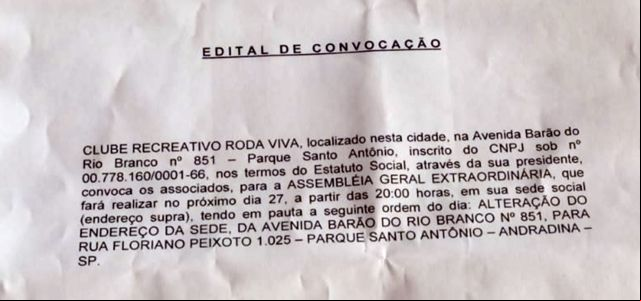 EDITAL DE CONVOCAÇÃO
CLUBE RECREATIVO RODA VIVA, localizado nesta cidade, na Avenida Barão do
Rio Branco nº 851 – Parque Santo Antônio, inscrito do CNPJ sob nº
00.778.160/0001-66, nos termos do Estatuto Social, através da sua presidente,
convoca os associados, para a ASSEMBLÉIA GERAL EXTRAORDINÁRIA, que
fará realizar no próximo dia 27, a partir das 20:00 horas, em sua sede social
(endereço supra), tendo em pauta a seguinte ordem do dia: ALTERAÇÃO DO
ENDEREÇO DA SEDE, DA AVENIDA BARÃO DO RIO BRANCO Nº 851, PARA
RUA FLORIANO PEIXOTO 1.025 – PARQUE SANTO ANTÔNIO – ANDRADINA –
SP.